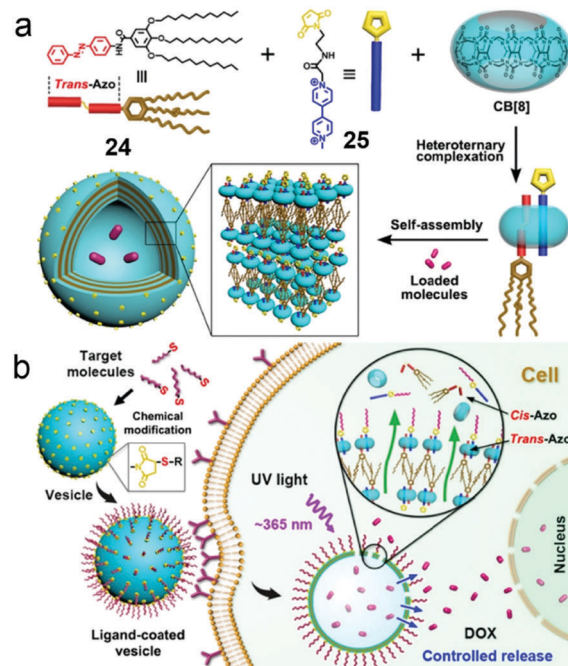 a
Trans-Azo
24
+
25
+
CB[8]
Heteroternary
complexation
Self-assembly
Loaded
molecules
b
Target
molecules
Chemical
modification
S-R
Vesicle
Ligand-coated
vesicle
UV light
~365 nm
Cell
Cis-Azo
Trans-Azo
Nucleus
DOX
Controlled release